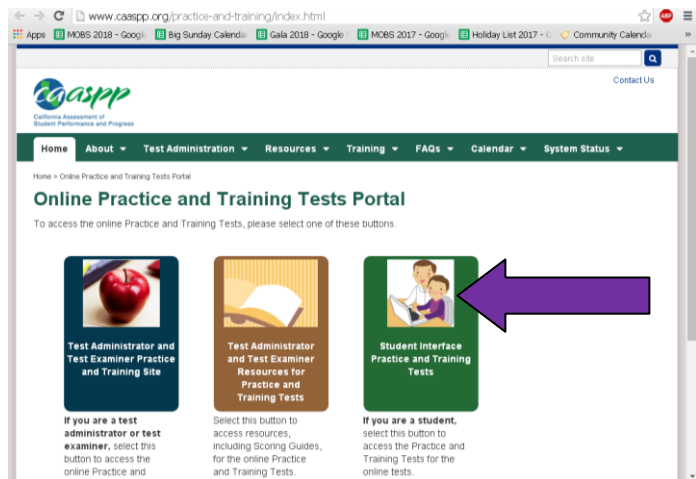 www.caaspp.org/practice-and-training/index.html
ABP
Apps MOBS 2018 - Googl Big Sunday Calendar Gala 2018 - Google MOBS 2017 - Googl Holiday List 2017 - Community Calenda »
Search site
Contact Us
caaspp
California Assessment of
Student Performance and Progress
Home About Test Administration Resources Training FAQs Calendar System Status
Home > Online Practice and Training Tests Portal
Online Practice and Training Tests Portal
To access the online Practice and Training Tests, please select one of these buttons.
Test Administrator and
Test Examiner Practice
and Training Site
Test Administrator
and Test Examiner
Resources for
Practice and
Training Tests
Student Interface
Practice and Training
Tests
If you are a test
administrator or test
examiner, select this
button to access the
online Practice and
Select this button to
access resources,
including Scoring Guides,
for the online Practice
and Training Tests.
If you are a student,
select this button to
access the Practice and
Training Tests for the
online tests.